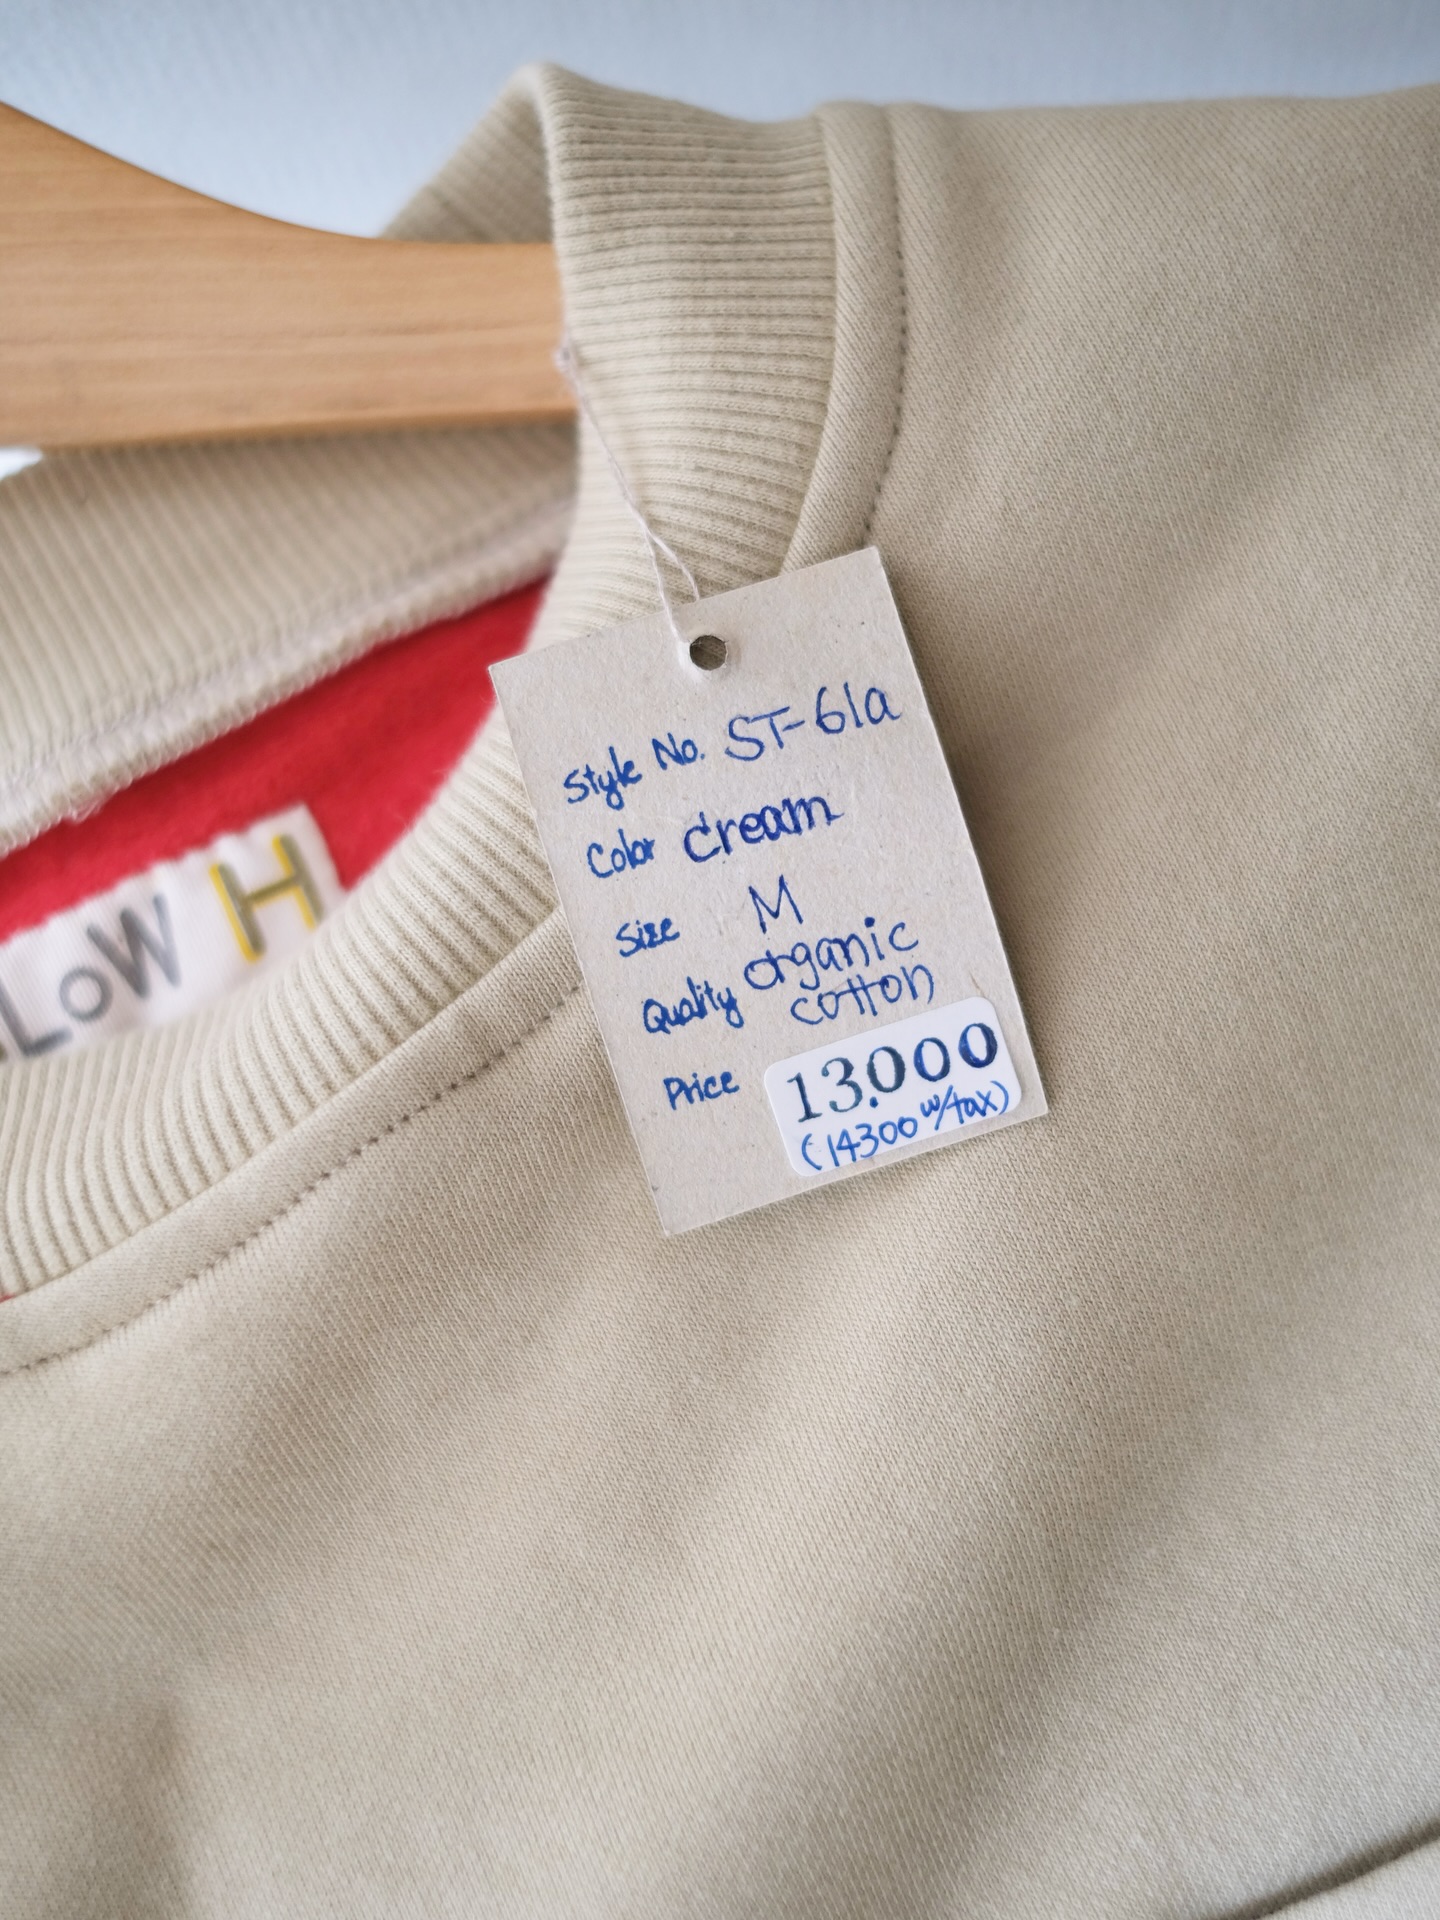 Style No. ST-61a
Color cream
Size M
Quality organic
cotton
Price 13.000
(14300 w/tax)
LoW H